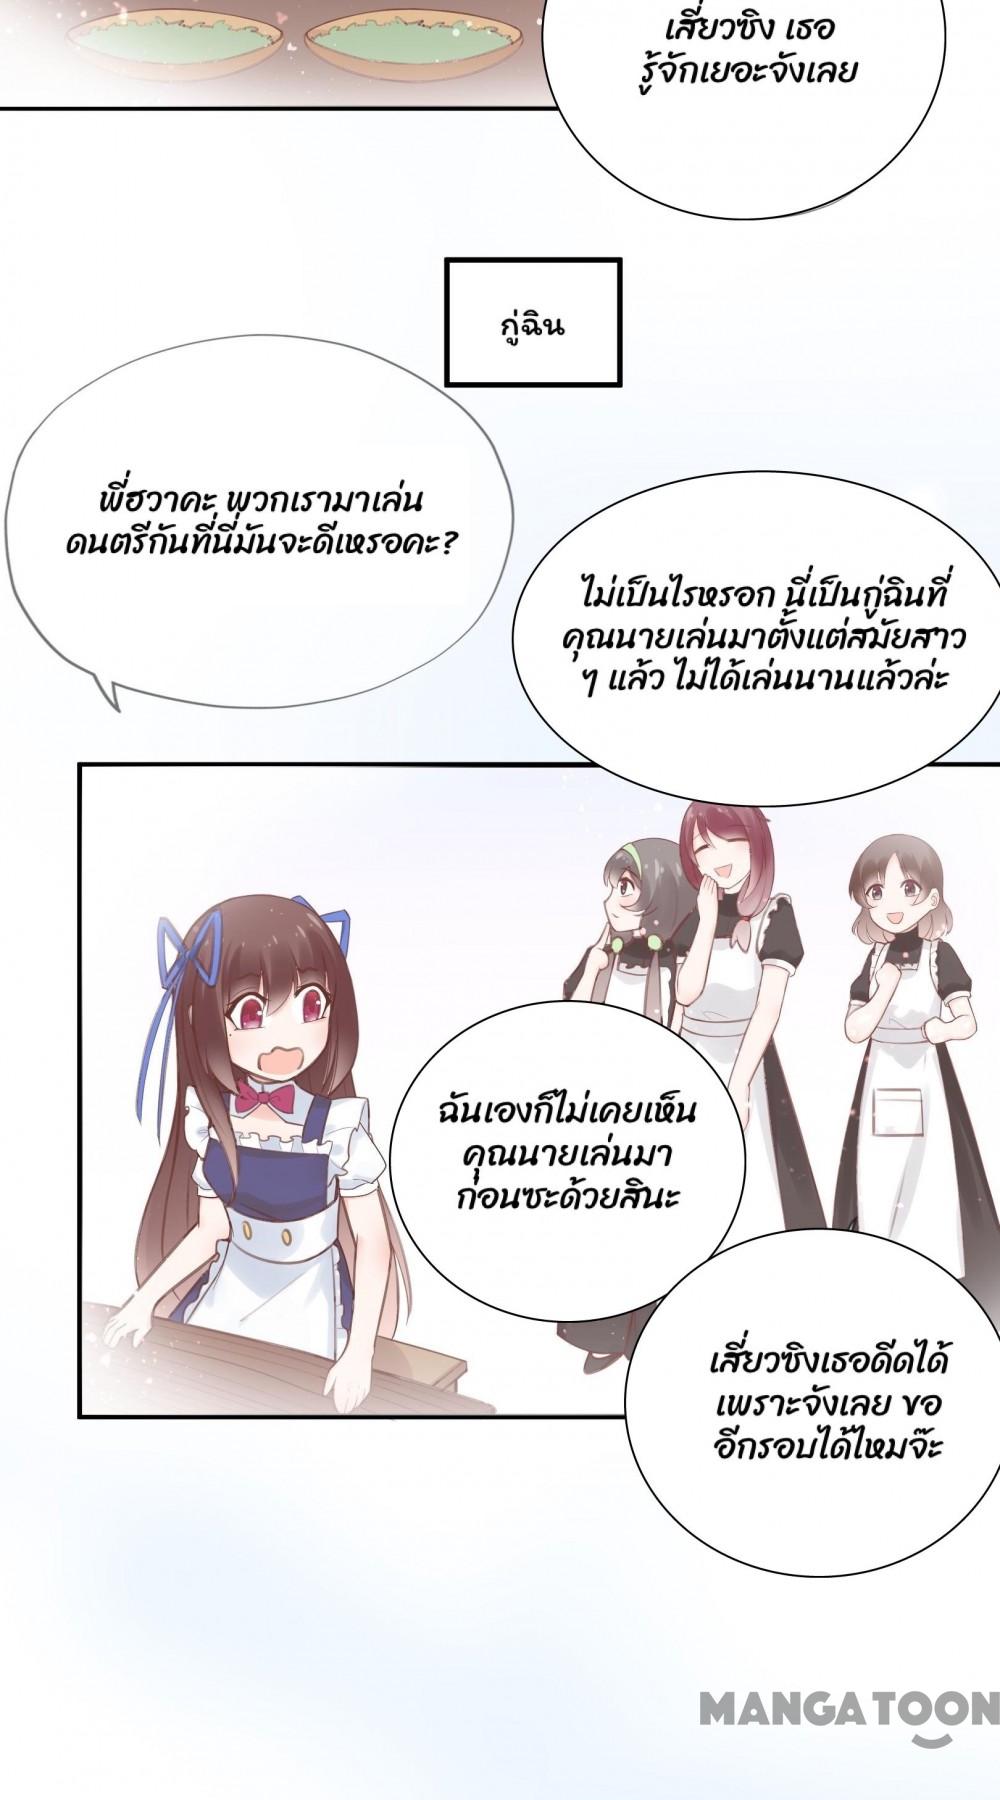 เสี่ยวซิง เธอ
รู้จักเยอะจังเลย
กู่ฉิน
พี่ฮวาคะ พวกเรามาเล่น
ดนตรีกันที่นี่มันจะดีเหรอคะ?
ไม่เป็นไรหรอก นี่เป็นกู่ฉินที่
คุณนายเล่นมาตั้งแต่สมัยสาว
ๆ แล้ว ไม่ได้เล่นนานแล้วล่ะ
ฉันเองก็ไม่เคยเห็น
คุณนายเล่นมา
ก่อนซะด้วยสินะ
เสี่ยวซิงเธอดีดได้
เพราะจังเลย ขอ
อีกรอบได้ไหมจ๊ะ
MANGATOON